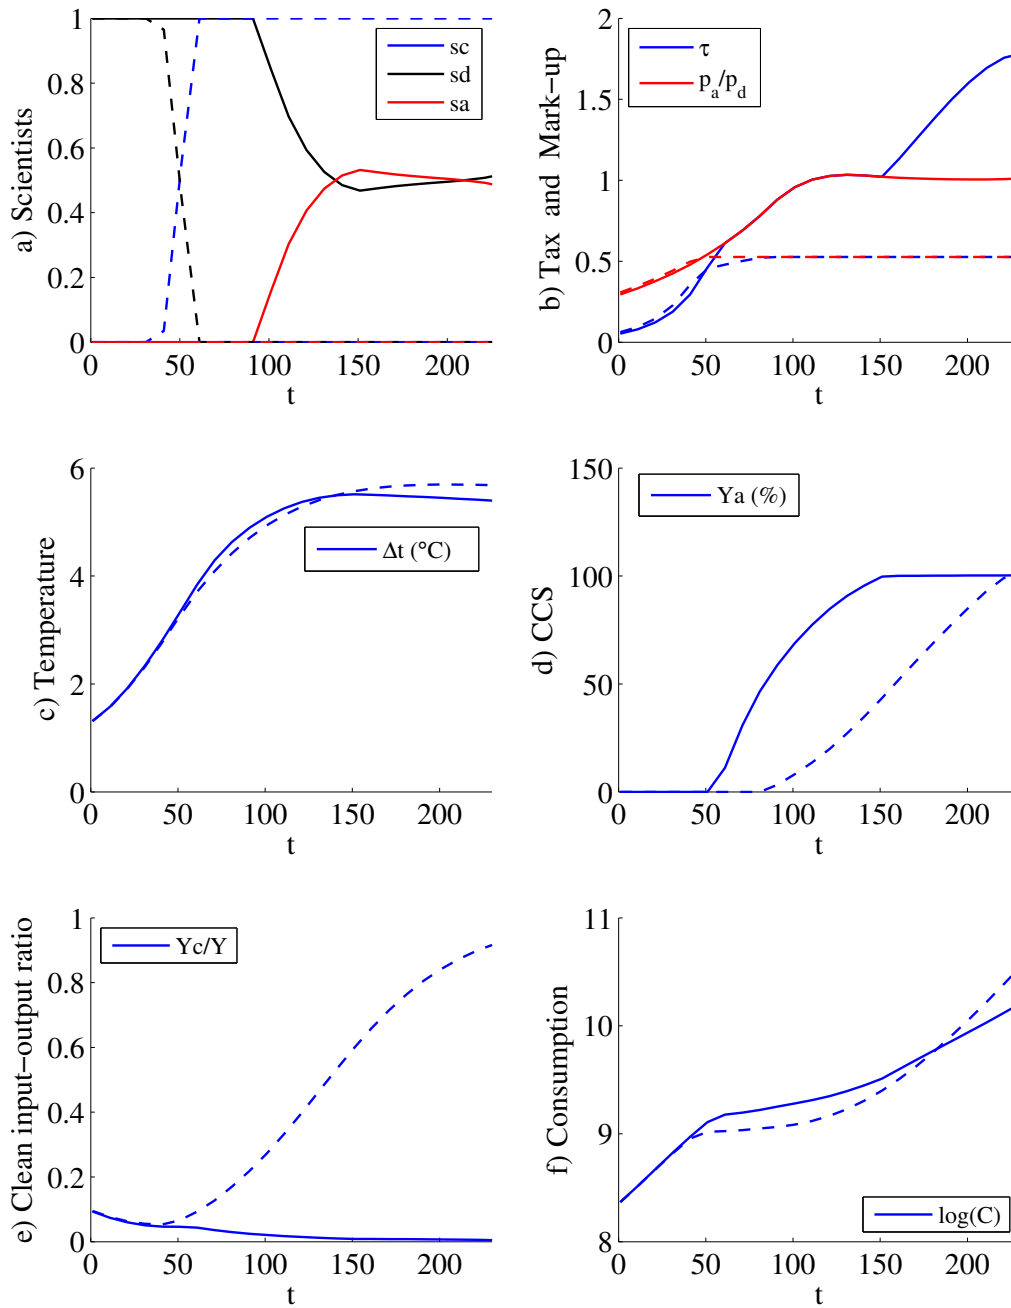 a) Scientists
1
0.8
0.6
0.4
0.2
0
0 50 100 150 200
t
sc
sd
sa
b) Tax and Mark−up
2
1.5
1
0.5
0
0 50 100 150 200
t
τ
p_a/p_d
c) Temperature
6
4
2
0
0 50 100 150 200
t
Δt (°C)
d) CCS
150
100
50
0
0 50 100 150 200
t
Ya (%)
e) Clean input−output ratio
1
0.8
0.6
0.4
0.2
0
0 50 100 150 200
t
Yc/Y
f) Consumption
11
10
9
8
0 50 100 150 200
t
log(C)